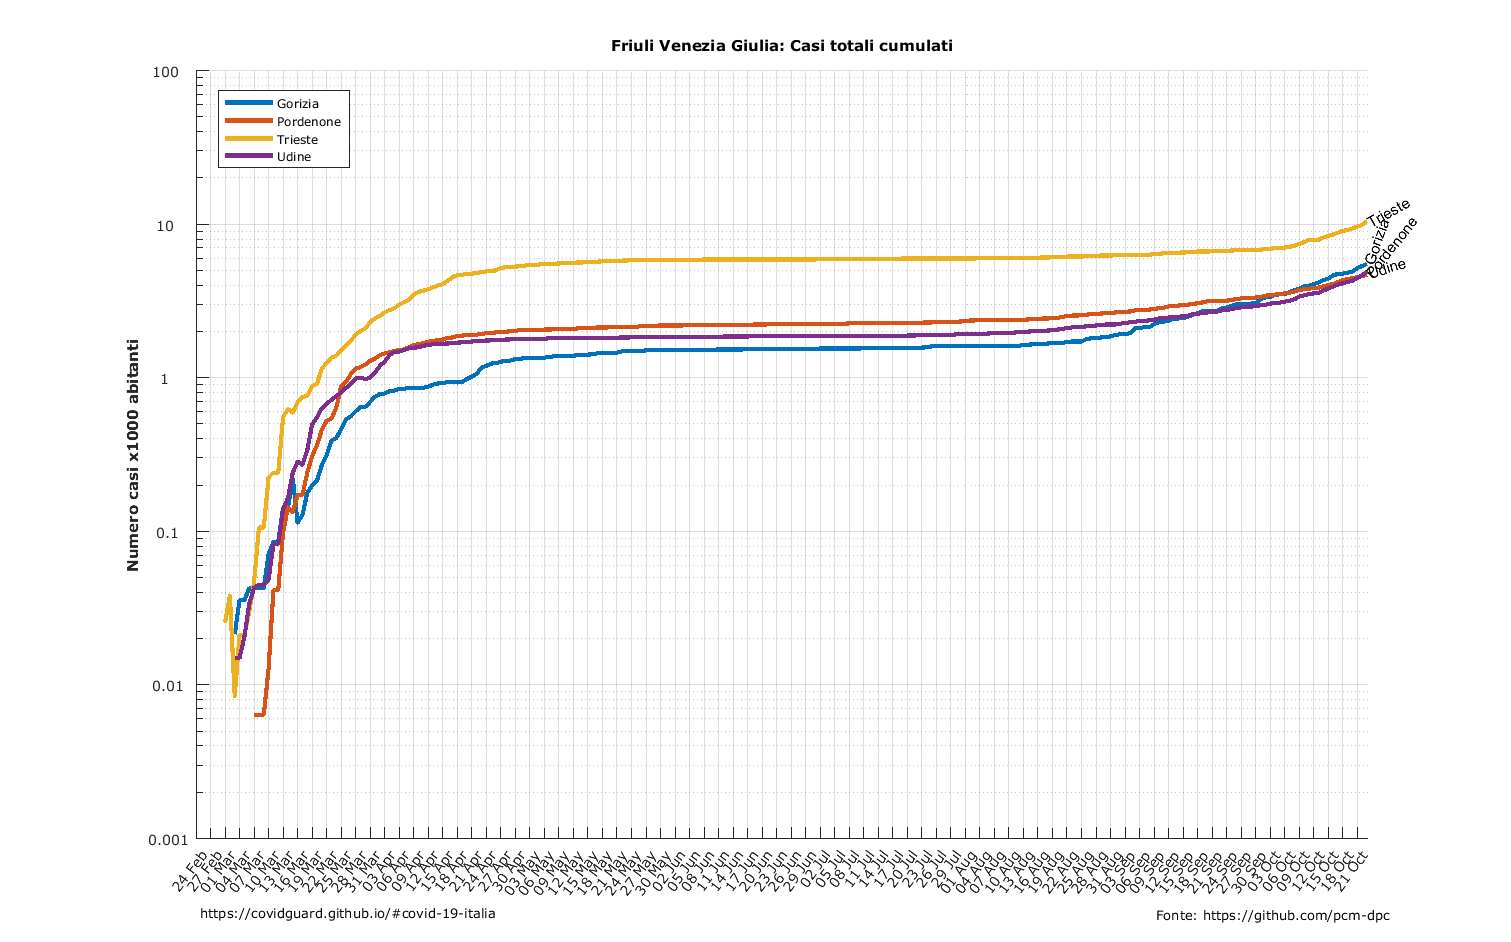 Friuli Venezia Giulia: Casi totali cumulati
100
10
1
0.1
0.01
0.001
Numero casi x1000 abitanti
Gorizia
Pordenone
Trieste
Udine
Trieste
Gorizia
Pordenone
Udine
24 Feb
27 Feb
01 Mar
04 Mar
07 Mar
10 Mar
13 Mar
16 Mar
19 Mar
22 Mar
25 Mar
28 Mar
31 Mar
03 Apr
06 Apr
09 Apr
12 Apr
15 Apr
18 Apr
21 Apr
24 Apr
27 Apr
30 Apr
03 May
06 May
09 May
12 May
15 May
18 May
21 May
24 May
27 May
30 May
02 Jun
05 Jun
08 Jun
11 Jun
14 Jun
17 Jun
20 Jun
23 Jun
26 Jun
29 Jun
02 Jul
05 Jul
08 Jul
11 Jul
14 Jul
17 Jul
20 Jul
23 Jul
26 Jul
29 Jul
01 Aug
04 Aug
07 Aug
10 Aug
13 Aug
16 Aug
19 Aug
22 Aug
25 Aug
28 Aug
31 Aug
03 Sep
06 Sep
09 Sep
12 Sep
15 Sep
18 Sep
21 Sep
24 Sep
27 Sep
30 Sep
03 Oct
06 Oct
09 Oct
12 Oct
15 Oct
18 Oct
21 Oct
https://covidguard.github.io/#covid-19-italia
Fonte: https://github.com/pcm-dpc